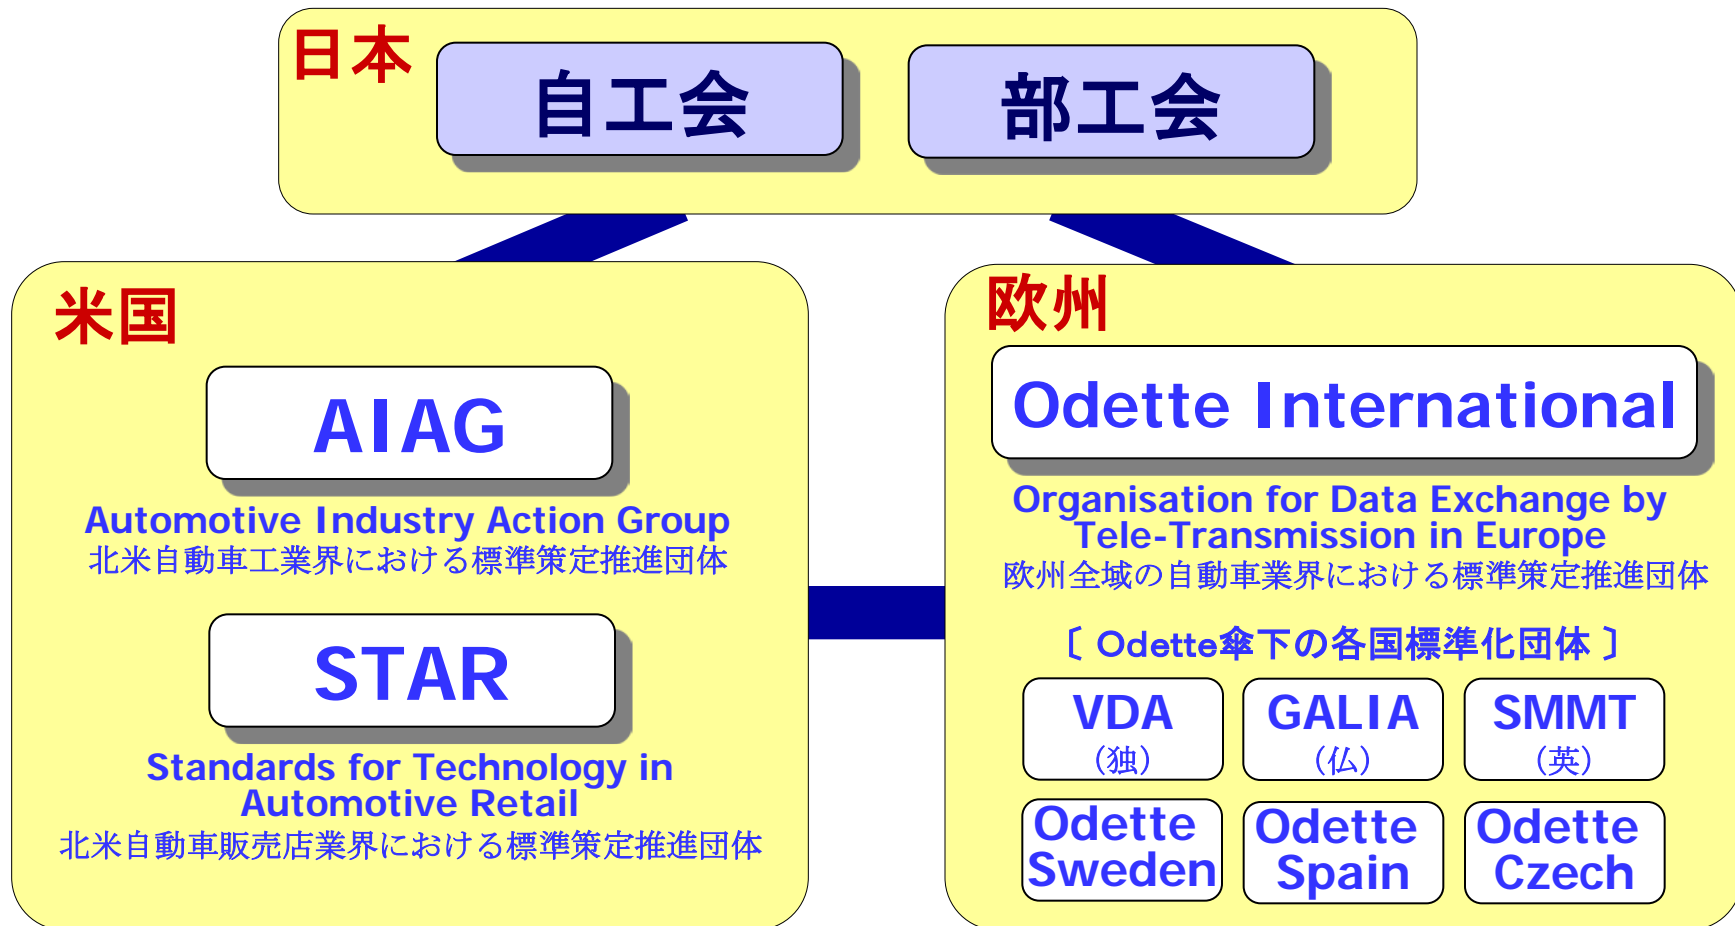 日本
自工会
部工会
米国
AIAG
Automotive Industry Action Group
北米自動車工業界における標準策定推進団体
STAR
Standards for Technology in
Automotive Retail
北米自動車販売店業界における標準策定推進団体
欧州
Odette International
Organisation for Data Exchange by
Tele-Transmission in Europe
欧州全域の自動車業界における標準策定推進団体
〔 Odette傘下の各国標準化団体 〕
VDA
（独）
GALIA
（仏）
SMMT
（英）
Odette
Sweden
Odette
Spain
Odette
Czech